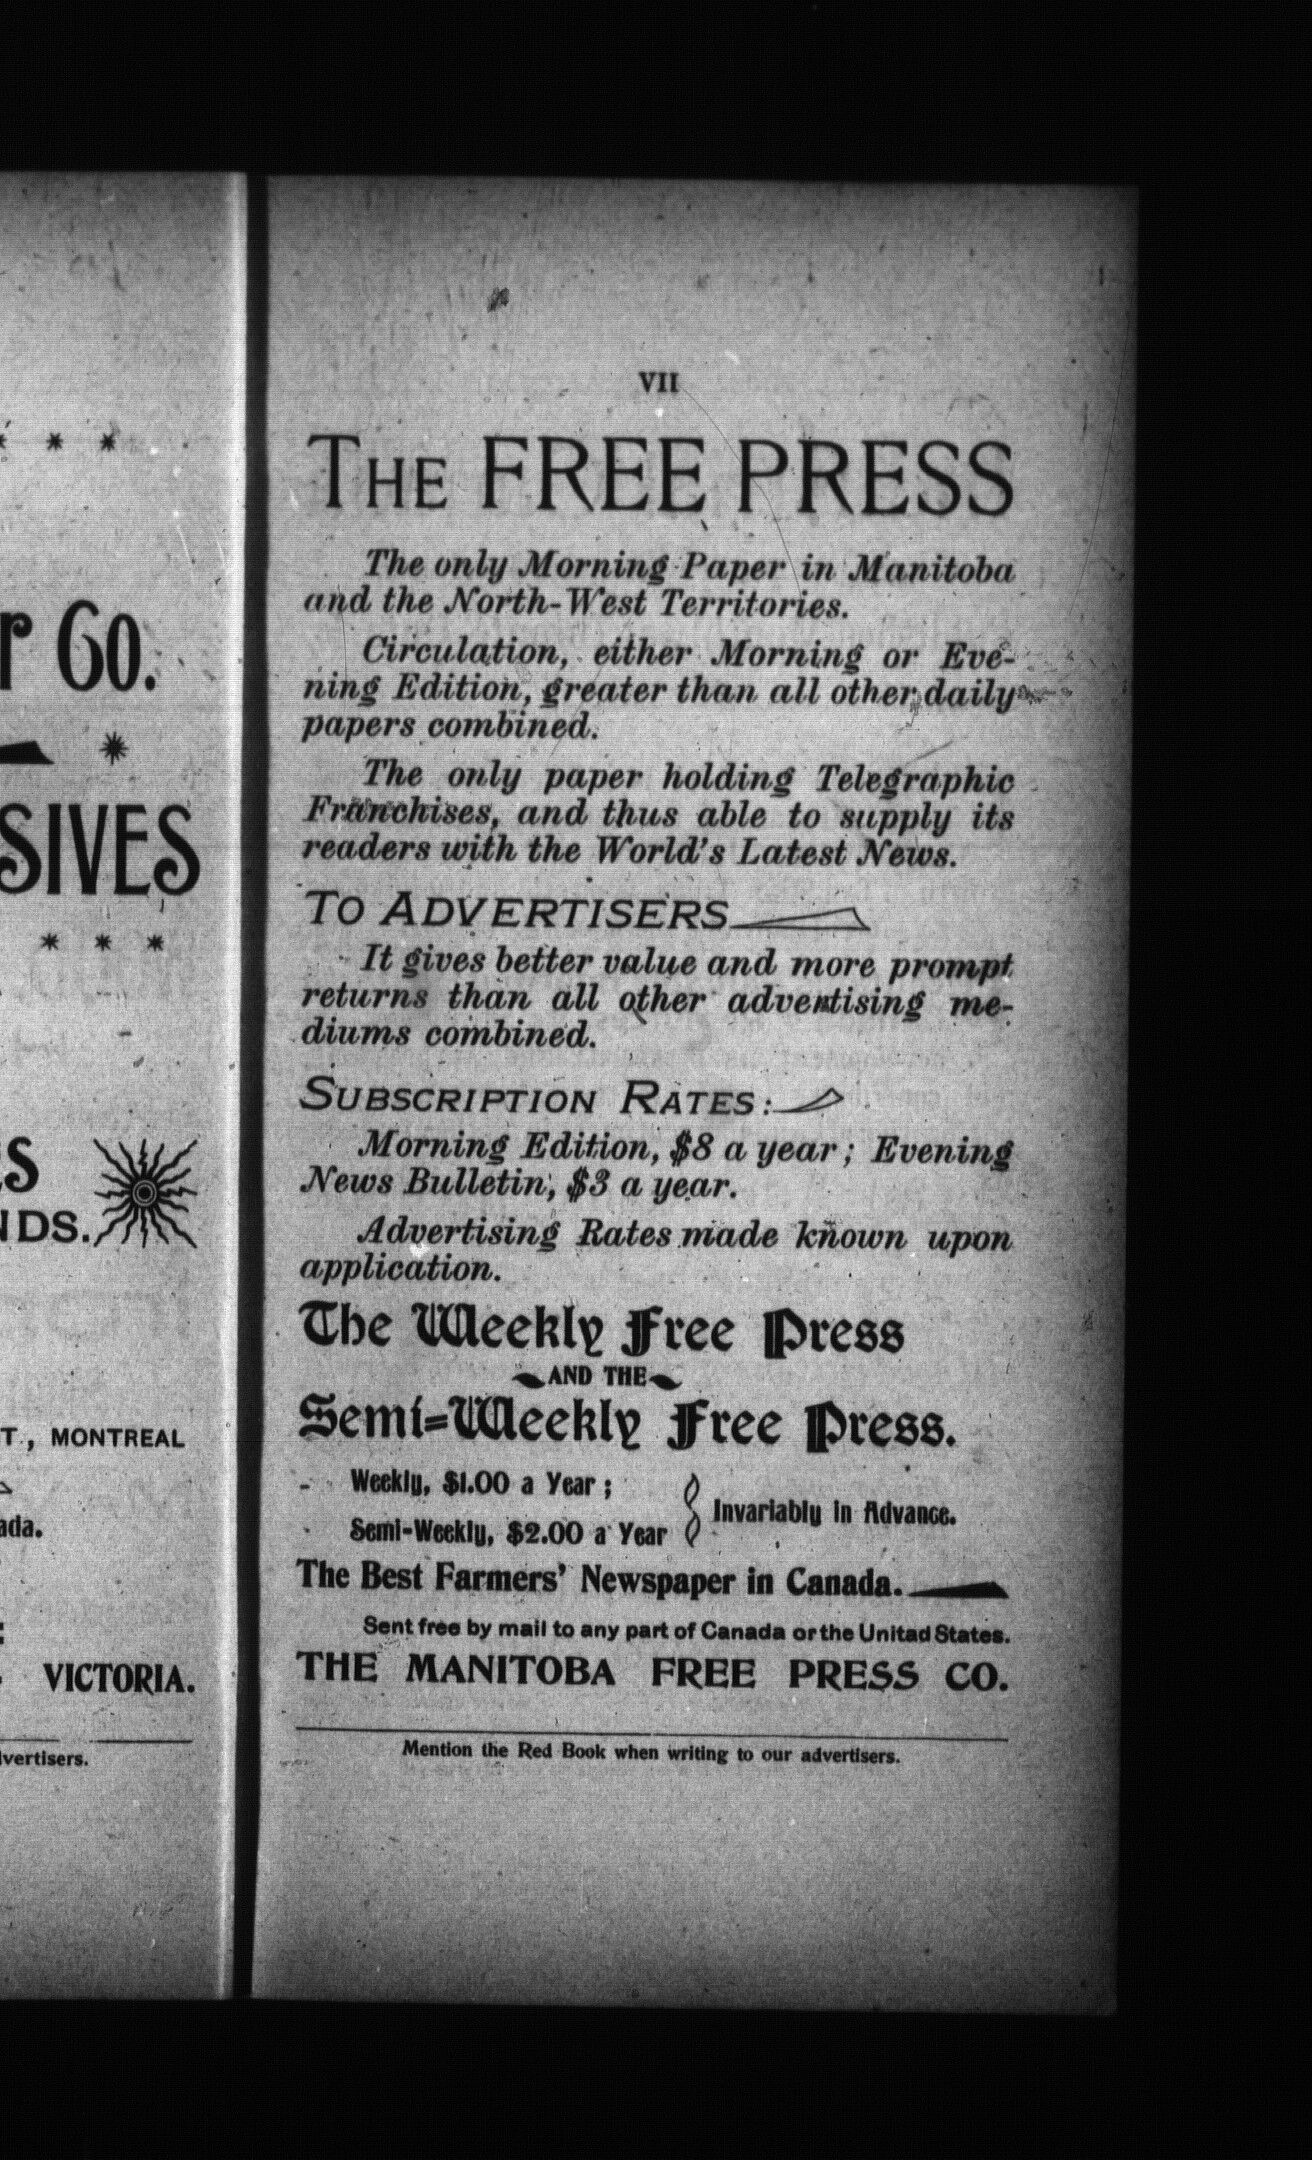 r Co.
SIVES
ES
NDS.
T, MONTREAL
ada.
VICTORIA.
dvertisers.
VII
THE FREE PRESS
The only Morning Paper in Manitoba
and the North-West Territories.
Circulation, either Morning or Eve-
ning Edition, greater than all other daily
papers combined.
The only paper holding Telegraphic
Franchises, and thus able to supply its
readers with the World's Latest News.
TO ADVERTISERS
It gives better value and more prompt
returns than all other advertising me-
diums combined.
SUBSCRIPTION RATES:
Morning Edition, $8 a year; Evening
News Bulletin, $3 a year.
Advertising Rates made known upon
application.
The Weekly Free Press
AND THE
Semi-Weekly Free Press.
Weekly, $1.00 a Year;
Semi-Weekly, $2.00 a Year
Invariably in Advance.
The Best Farmers' Newspaper in Canada.
Sent free by mail to any part of Canada or the Unitad States.
THE MANITOBA FREE PRESS CO.
Mention the Red Book when writing to our advertisers.